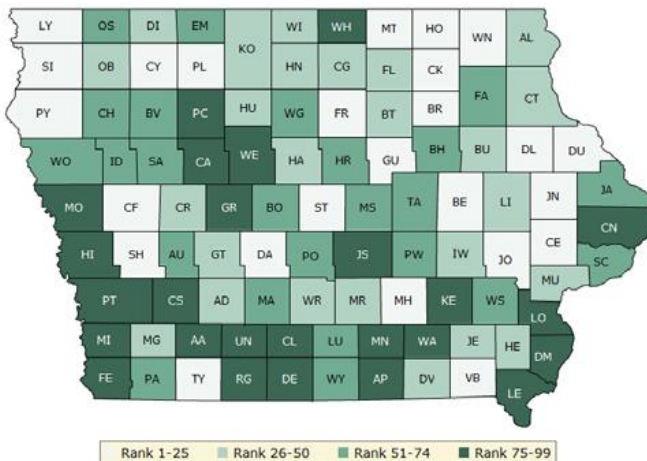 LY OS DI EM WI WH MT HO WN AL
KO
SI OB CY PL HN CG FL CK
PY CH BV PC HU WG FR BT BR FA CT
WO ID SA CA WE HA HR GU BH BU DL DU
MO CF CR GR BO ST MS TA BE LI JN JA
CN
HI SH AU GT DA PO JS PW IW JO CE SC
MU
PT CS AD MA WR MR MH KE WS LO
MI MG AA UN CL LU MN WA JE HE DM
FE PA TY RG DE WY AP DV VB LE
Rank 1-25 Rank 26-50 Rank 51-74 Rank 75-99